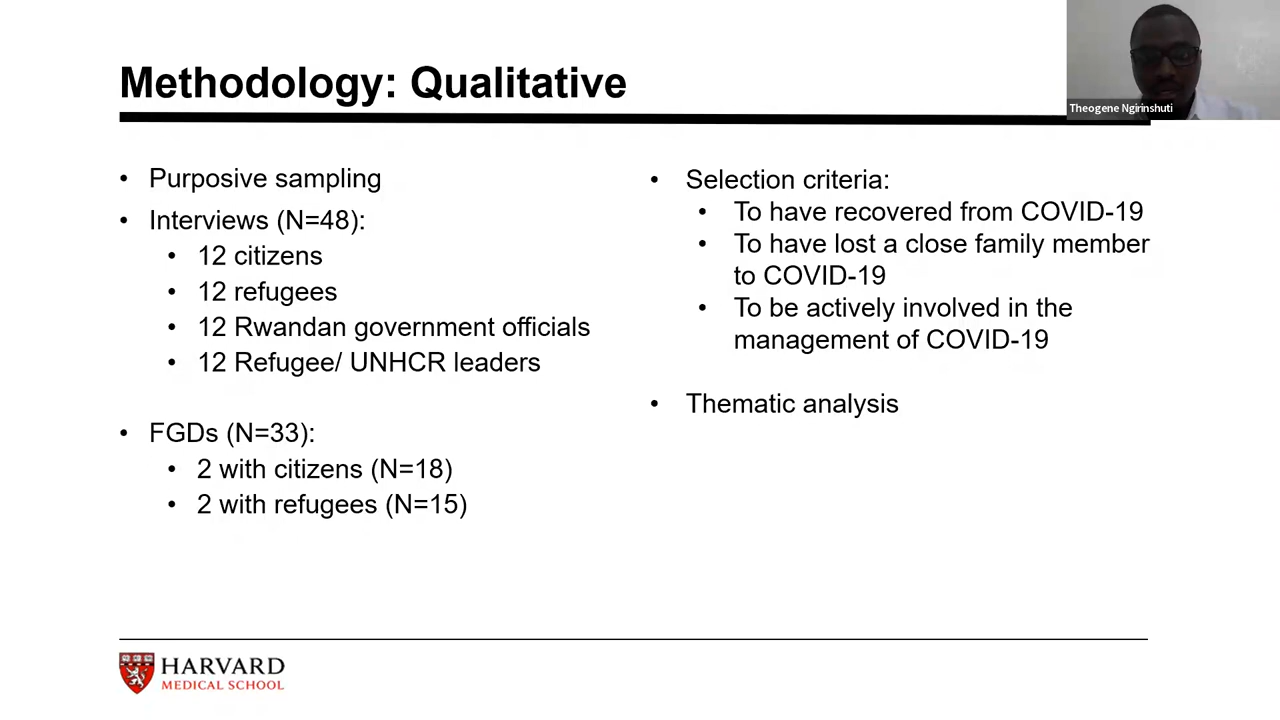 Methodology: Qualitative
Theogene Ngirinshuti
• Purposive sampling
• Interviews (N=48):
• 12 citizens
• 12 refugees
• 12 Rwandan government officials
• 12 Refugee/ UNHCR leaders
• FGDs (N=33):
• 2 with citizens (N=18)
• 2 with refugees (N=15)
• Selection criteria:
• To have recovered from COVID-19
• To have lost a close family member
to COVID-19
• To be actively involved in the
management of COVID-19
• Thematic analysis
HARVARD
MEDICAL SCHOOL